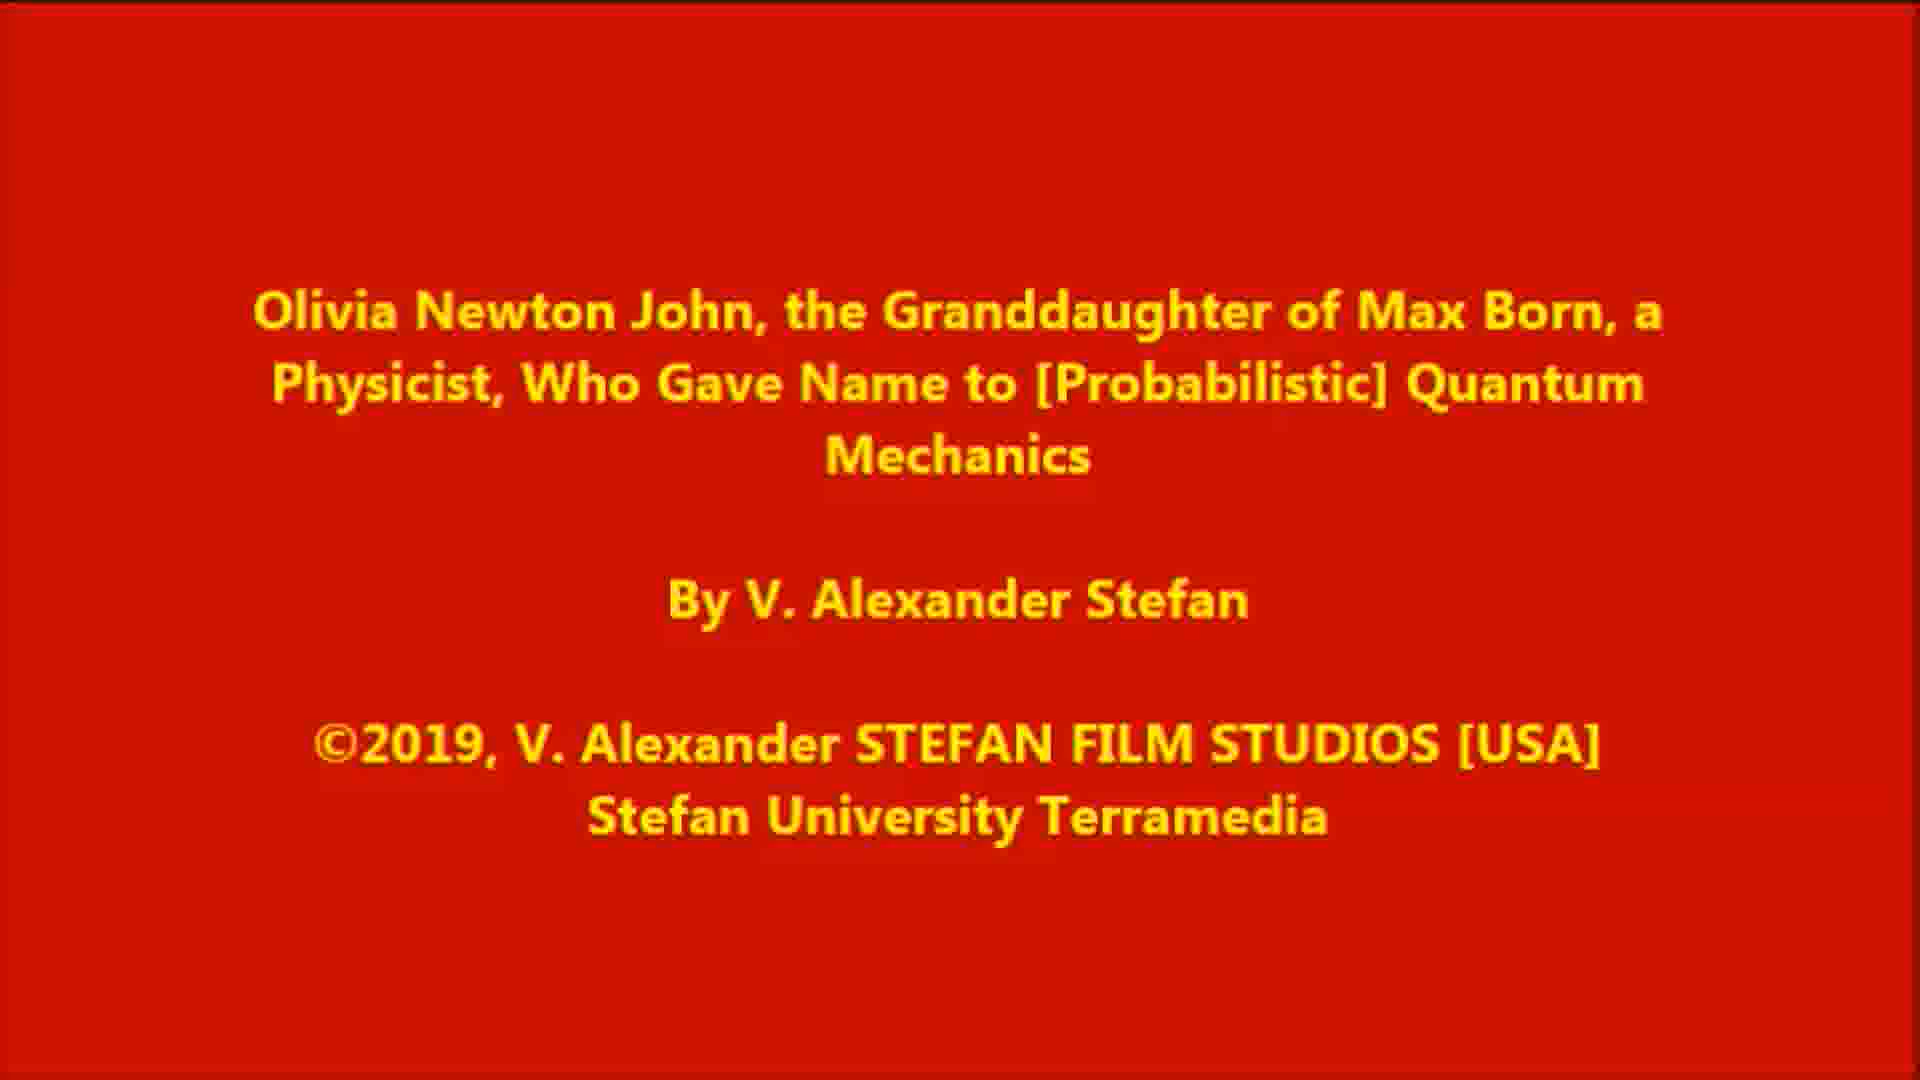 Olivia Newton John, the Granddaughter of Max Born, a
Physicist, Who Gave Name to [Probabilistic] Quantum
Mechanics
By V. Alexander Stefan
©2019, V. Alexander STEFAN FILM STUDIOS [USA]
Stefan University Terramedia